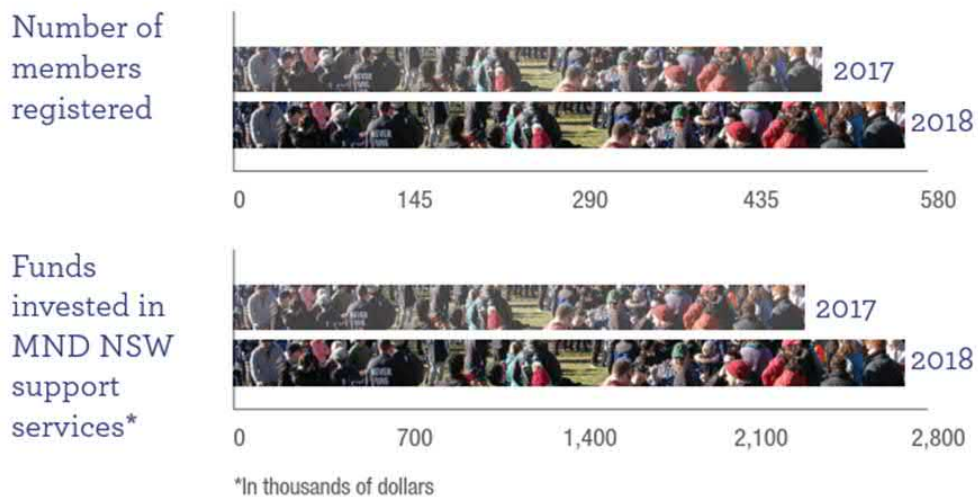 Number of
members
registered
2017
2018
0 145 290 435 580
Funds
invested in
MND NSW
support
services*
2017
2018
0 700 1,400 2,100 2,800
*In thousands of dollars